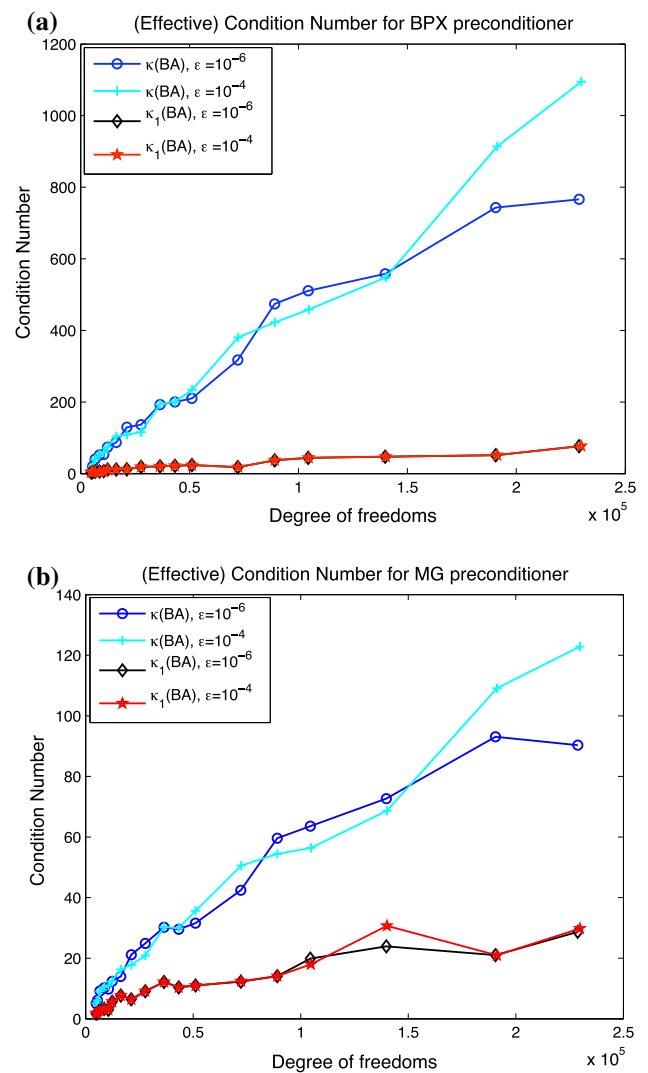 (a)
(Effective) Condition Number for BPX preconditioner
1200
κ(BA), ε =10⁻⁶
κ(BA), ε =10⁻⁴
κ₁(BA), ε =10⁻⁶
κ₁(BA), ε =10⁻⁴
1000
800
600
400
200
0
Condition Number
0 0.5 1 1.5 2 2.5
Degree of freedoms
x 10⁵
(b)
(Effective) Condition Number for MG preconditioner
140
κ(BA), ε=10⁻⁶
κ(BA), ε=10⁻⁴
κ₁(BA), ε=10⁻⁶
κ₁(BA), ε=10⁻⁴
120
100
80
60
40
20
0
Condition Number
0 0.5 1 1.5 2 2.5
Degree of freedoms
x 10⁵